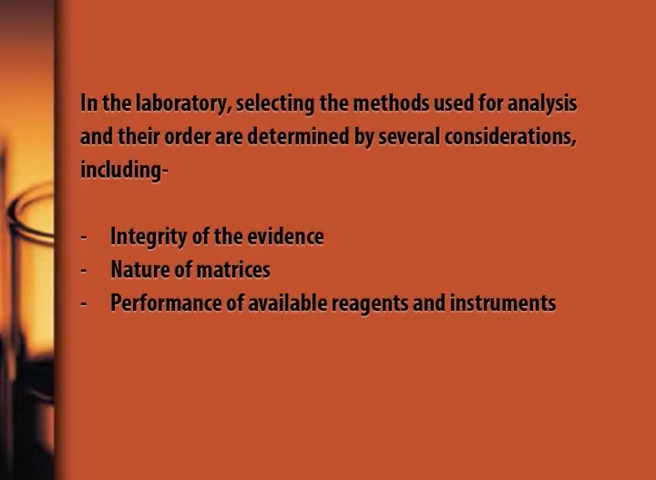 In the laboratory, selecting the methods used for analysis
and their order are determined by several considerations,
including-
- Integrity of the evidence
- Nature of matrices
- Performance of available reagents and instruments